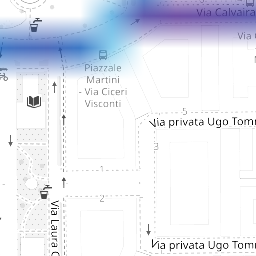 Via Calvaira
Via C
Piazzale
Martini
- Via Ciceri
Visconti
5
Via privata Ugo Tomm
3
1
2
Via Laura C
Via privata Ugo Tomm